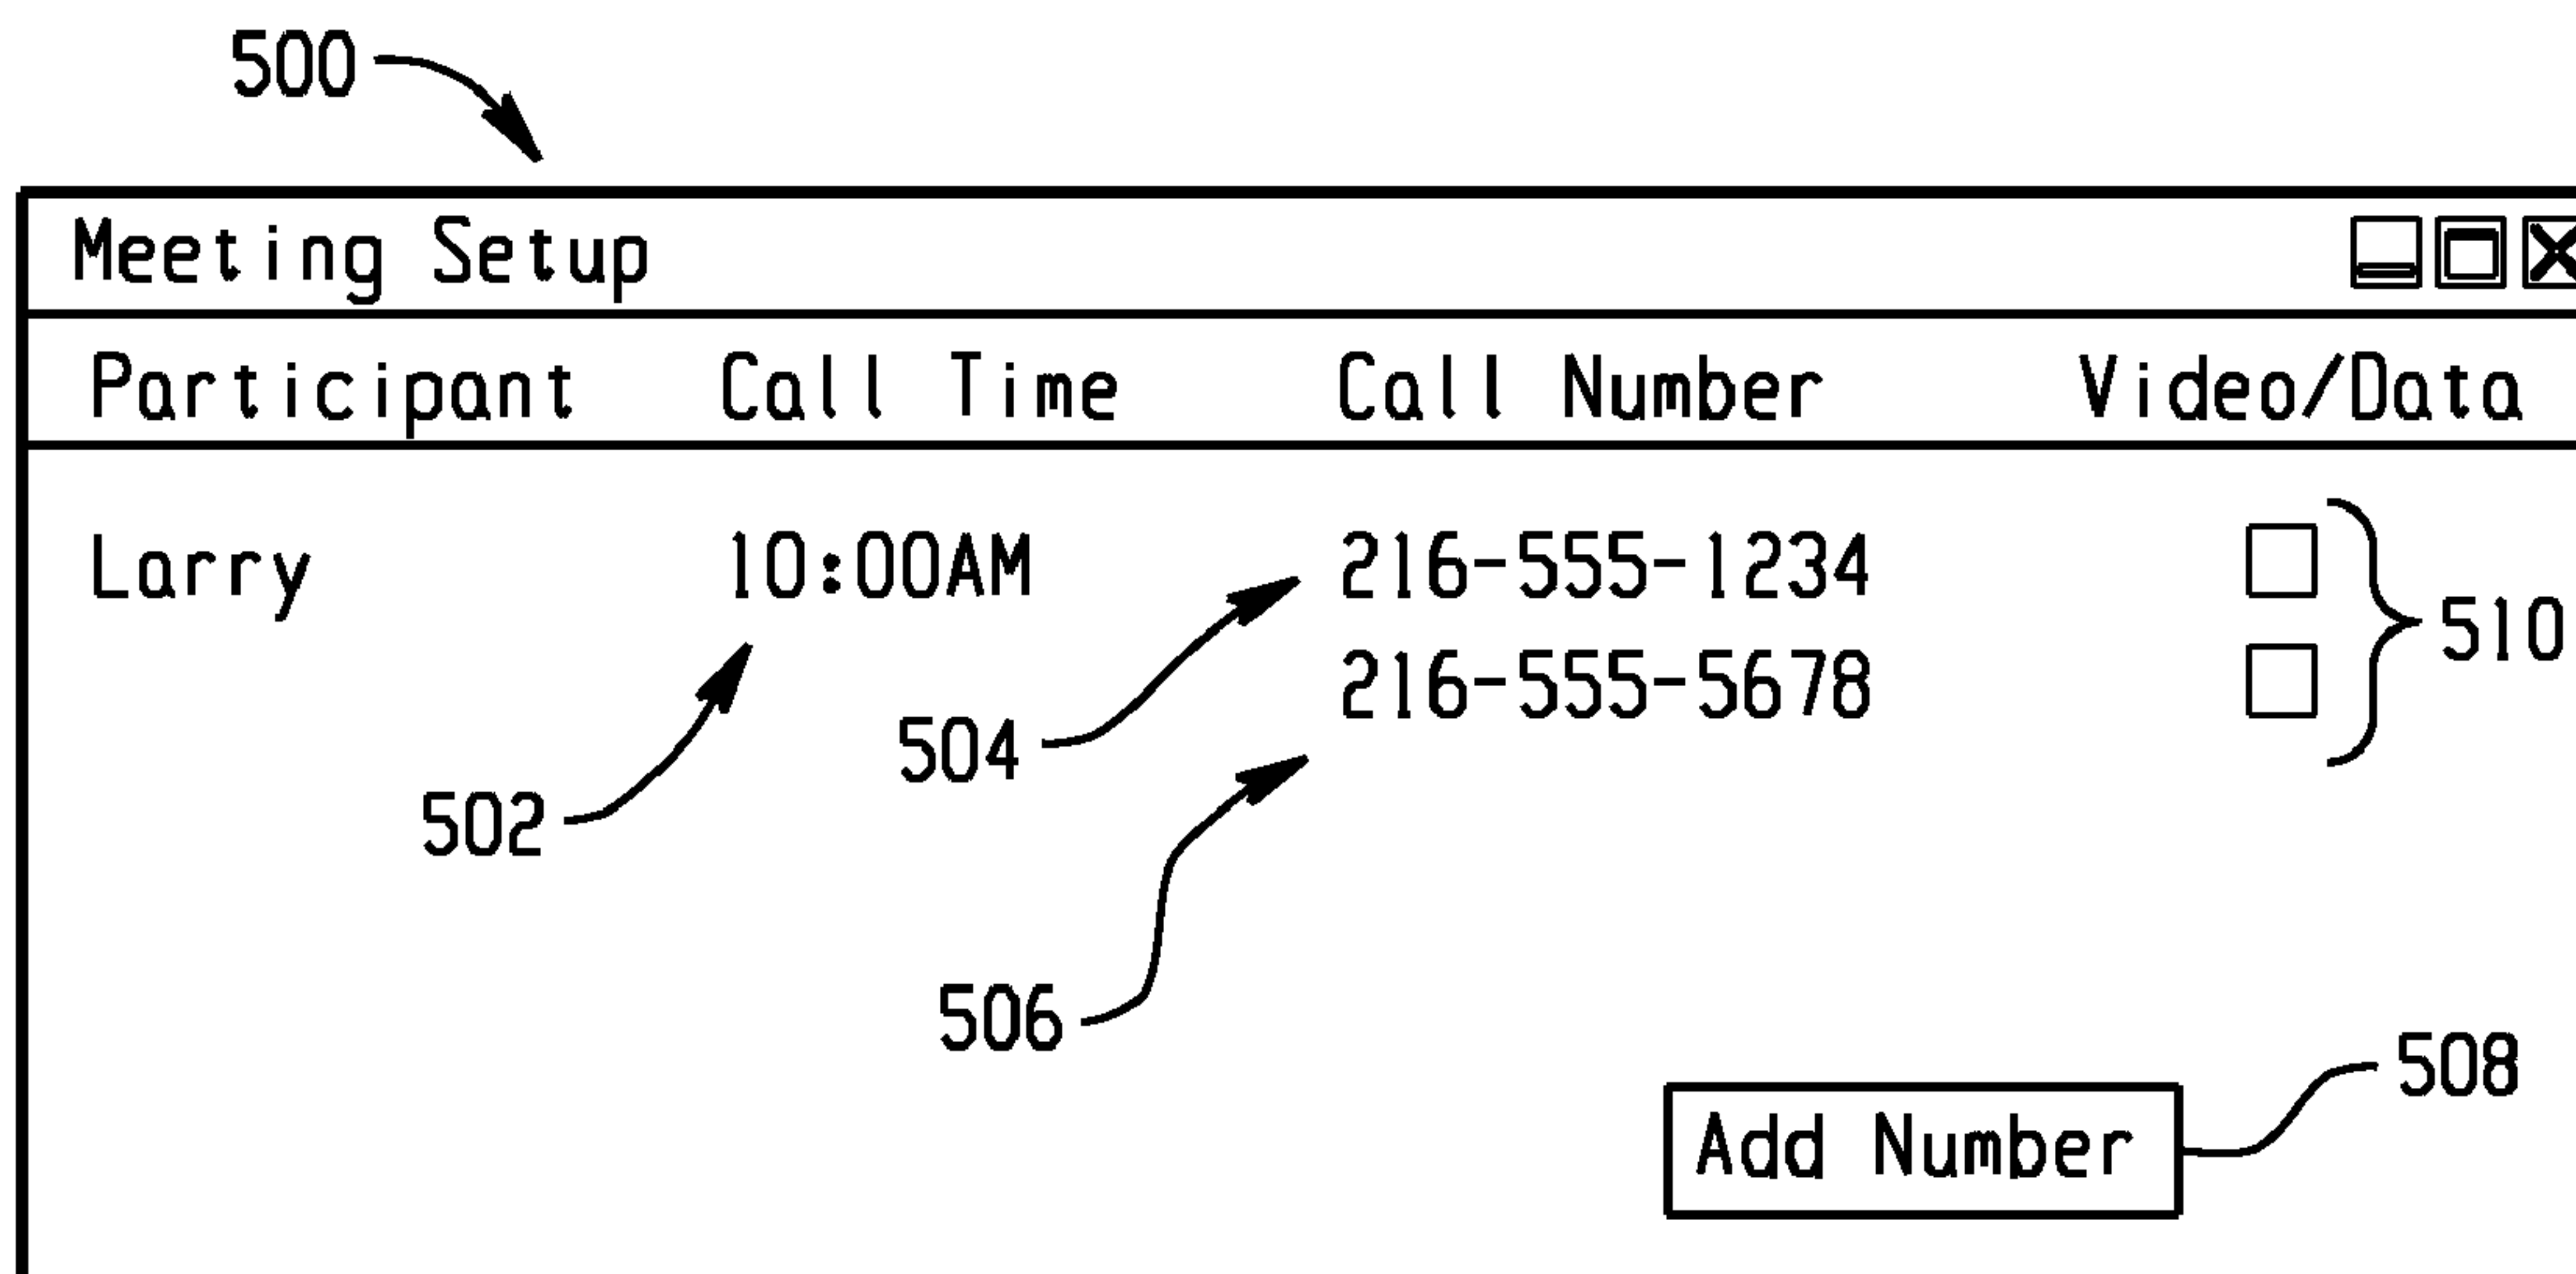 500
Meeting Setup
Participant Call Time Call Number Video/Data
Larry 10:00AM 216-555-1234
510
216-555-5678
504
502
506
508
Add Number